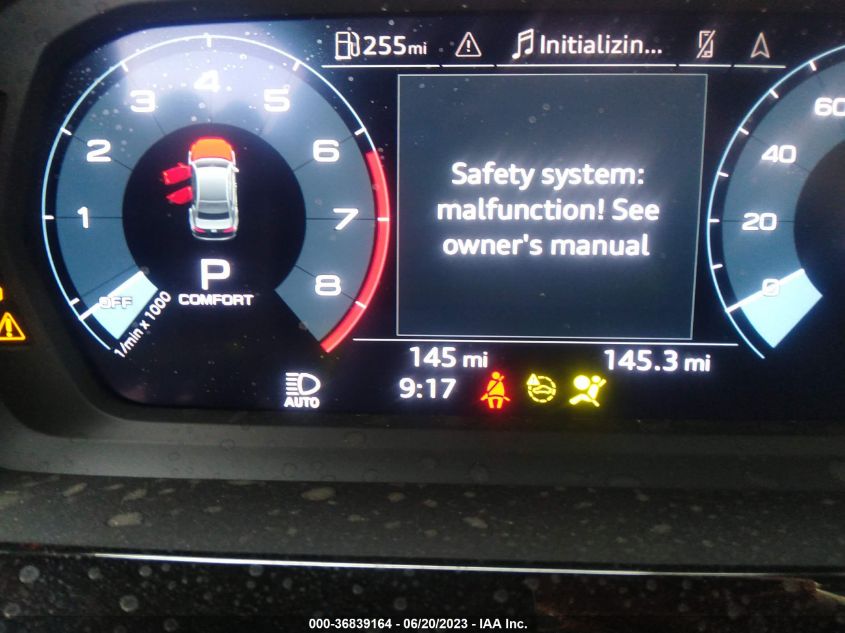 255 mi
Initializin...
1
2
3
4
5
6
7
8
OFF
1/min x 1000
P
COMFORT
Safety system:
malfunction! See
owner's manual
0
20
40
60
145 mi
145.3 mi
AUTO
9:17
000-36839164 - 06/20/2023 - IAA Inc.